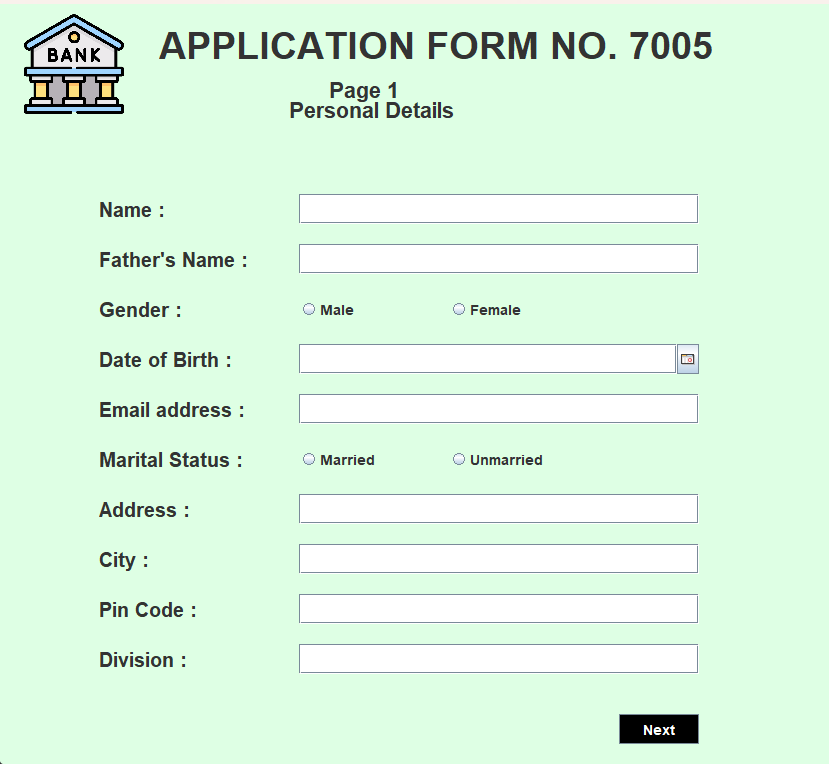 BANK
APPLICATION FORM NO. 7005
Page 1
Personal Details
Name :
Father's Name :
Gender :
Male
Female
Date of Birth :
Email address :
Marital Status :
Married
Unmarried
Address :
City :
Pin Code :
Division :
Next